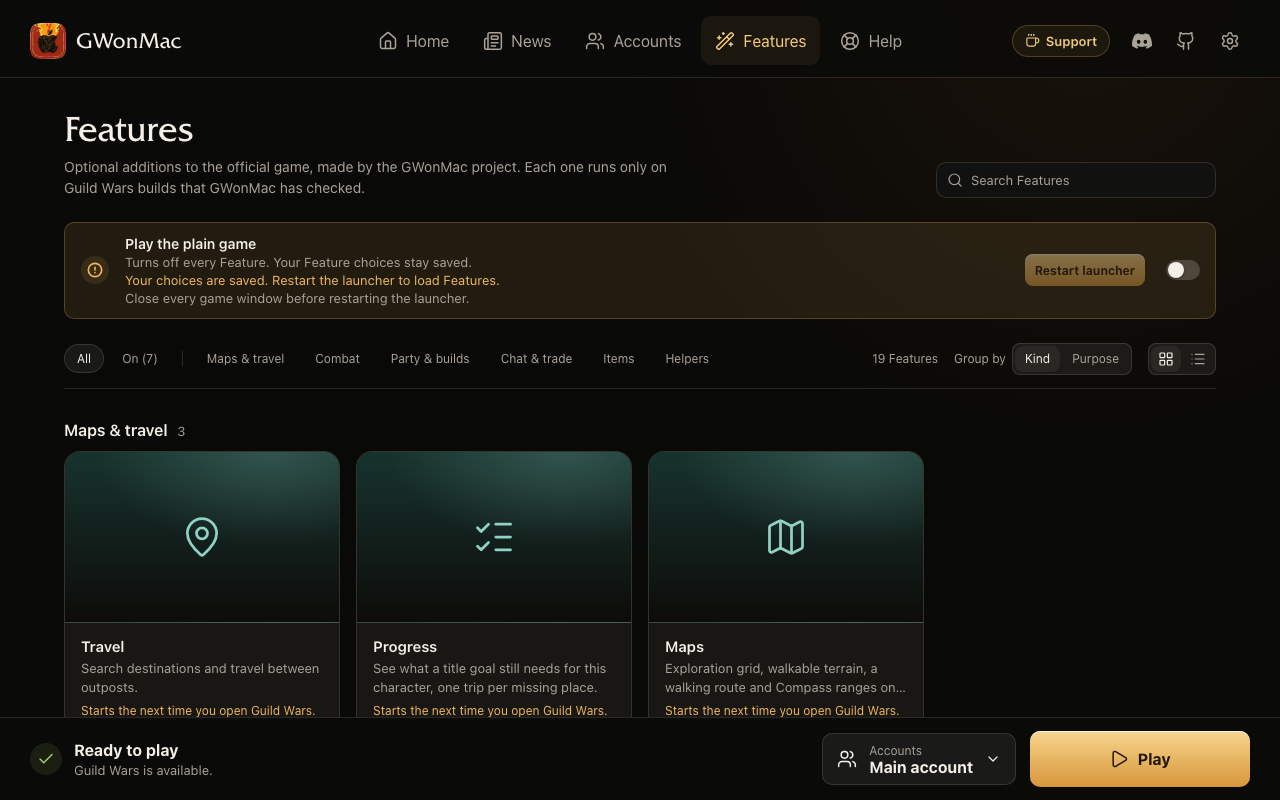 GWonMac
Home
News
Accounts
Features
Help
Support
Features
Optional additions to the official game, made by the GWonMac project. Each one runs only on
Guild Wars builds that GWonMac has checked.
Search Features
Play the plain game
Turns off every Feature. Your Feature choices stay saved.
Your choices are saved. Restart the launcher to load Features.
Close every game window before restarting the launcher.
Restart launcher
All
On (7)
Maps & travel
Combat
Party & builds
Chat & trade
Items
Helpers
19 Features
Group by
Kind
Purpose
Maps & travel 3
Travel
Search destinations and travel between
outposts.
Starts the next time you open Guild Wars.
Progress
See what a title goal still needs for this
character, one trip per missing place.
Starts the next time you open Guild Wars.
Maps
Exploration grid, walkable terrain, a
walking route and Compass ranges on...
Starts the next time you open Guild Wars.
Ready to play
Guild Wars is available.
Accounts
Main account
Play